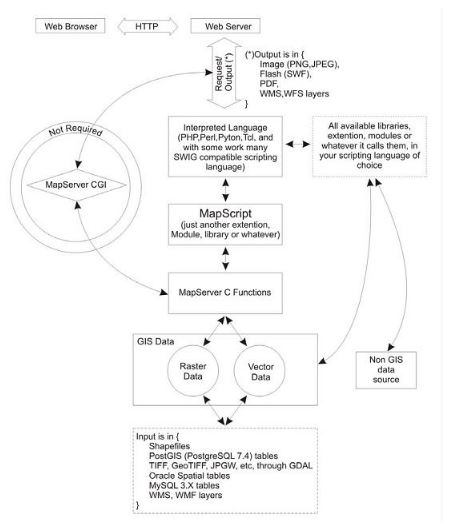 Web Browser
HTTP
Web Server
Request/
Output (*)
(*)Output is in {
Image (PNG,JPEG),
Flash (SWF),
PDF,
WMS,WFS layers
}
Not Required
MapServer CGI
Interpreted Language
(PHP,Perl,Pyton,Tcl, and
with some work many
SWIG compatible scripting
language)
All available libraries,
extention, modules or
whatever it calls them, in
your scripting language of
choice
MapScript
(just another extention,
Module, library or whatever)
MapServer C Functions
GIS Data
Raster
Data
Vector
Data
Non GIS
data
source
Input is in {
Shapefiles
PostGIS (PostgreSQL 7.4) tables
TIFF, GeoTIFF, JPGW, etc, through GDAL
Oracle Spatial tables
MySQL 3.X tables
WMS, WMF layers
}